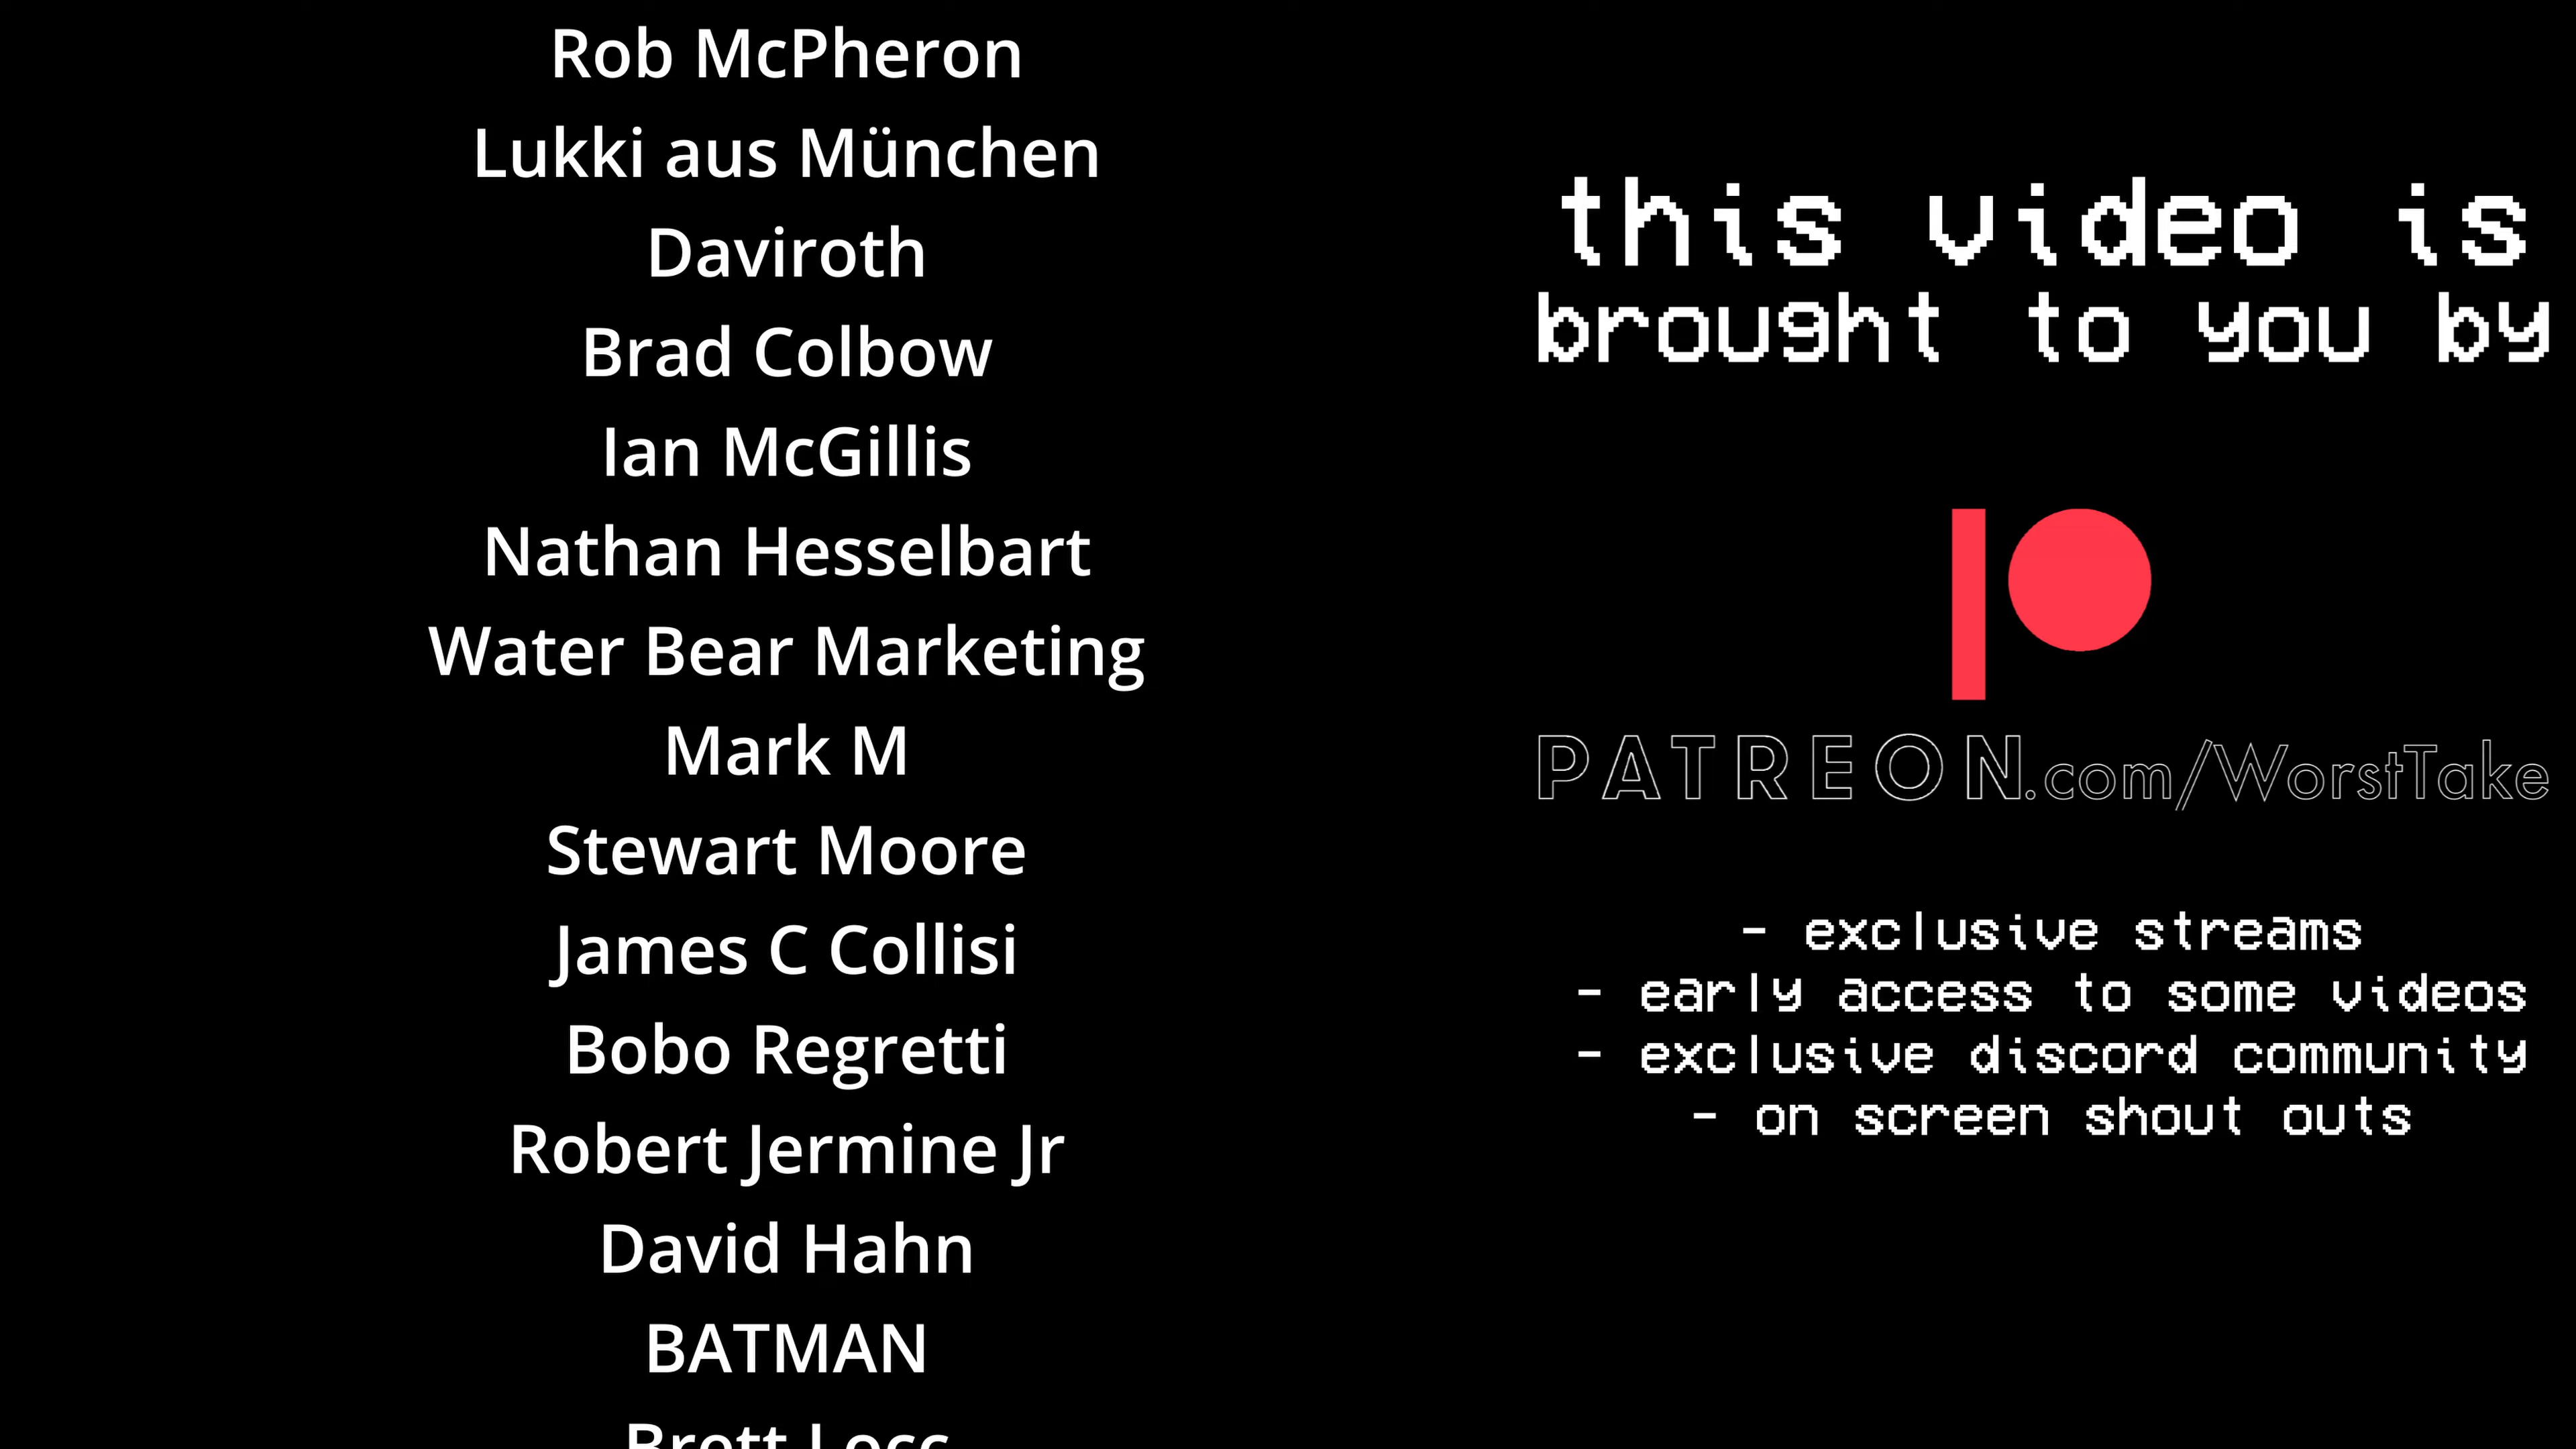 Rob McPheron
Lukki aus München
Daviroth
Brad Colbow
Ian McGillis
Nathan Hesselbart
Water Bear Marketing
Mark M
Stewart Moore
James C Collisi
Bobo Regretti
Robert Jermine Jr
David Hahn
BATMAN
Brett
this video is
brought to you by
PATREON.com/WorstTake
- exclusive streams
- early access to some videos
- exclusive discord community
- on screen shout outs